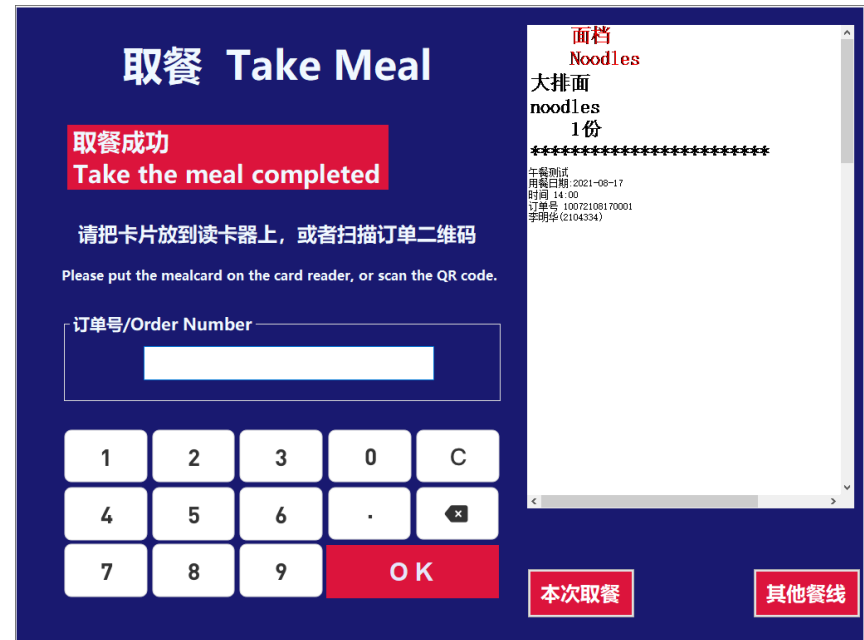 取餐 Take Meal
取餐成功
Take the meal completed
请把卡片放到读卡器上，或者扫描订单二维码
Please put the mealcard on the card reader, or scan the QR code.
订单号/Order Number
1 2 3 0 C
4 5 6 .
7 8 9 OK
面档
Noodles
大排面
noodles
1份
************************
午餐测试
用餐日期:2021-08-17
时间 14:00
订单号 10072108170001
李明华(2104334)
本次取餐
其他餐线